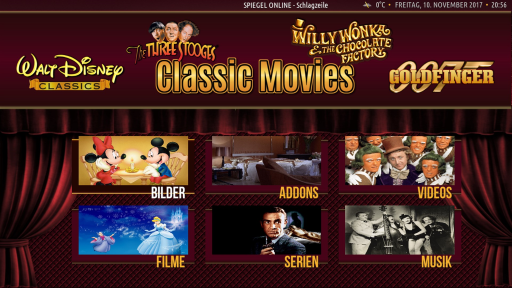 SPIEGEL ONLINE - Schlagzeile
0°C • FREITAG, 10. NOVEMBER 2017 • 20:56
The THREE STOOGES
WILLY WONKA
& THE CHOCOLATE
FACTORY
WALT DISNEY
CLASSICS
Classic Movies
007
GOLDFINGER
BILDER
ADDONS
VIDEOS
FILME
SERIEN
MUSIK